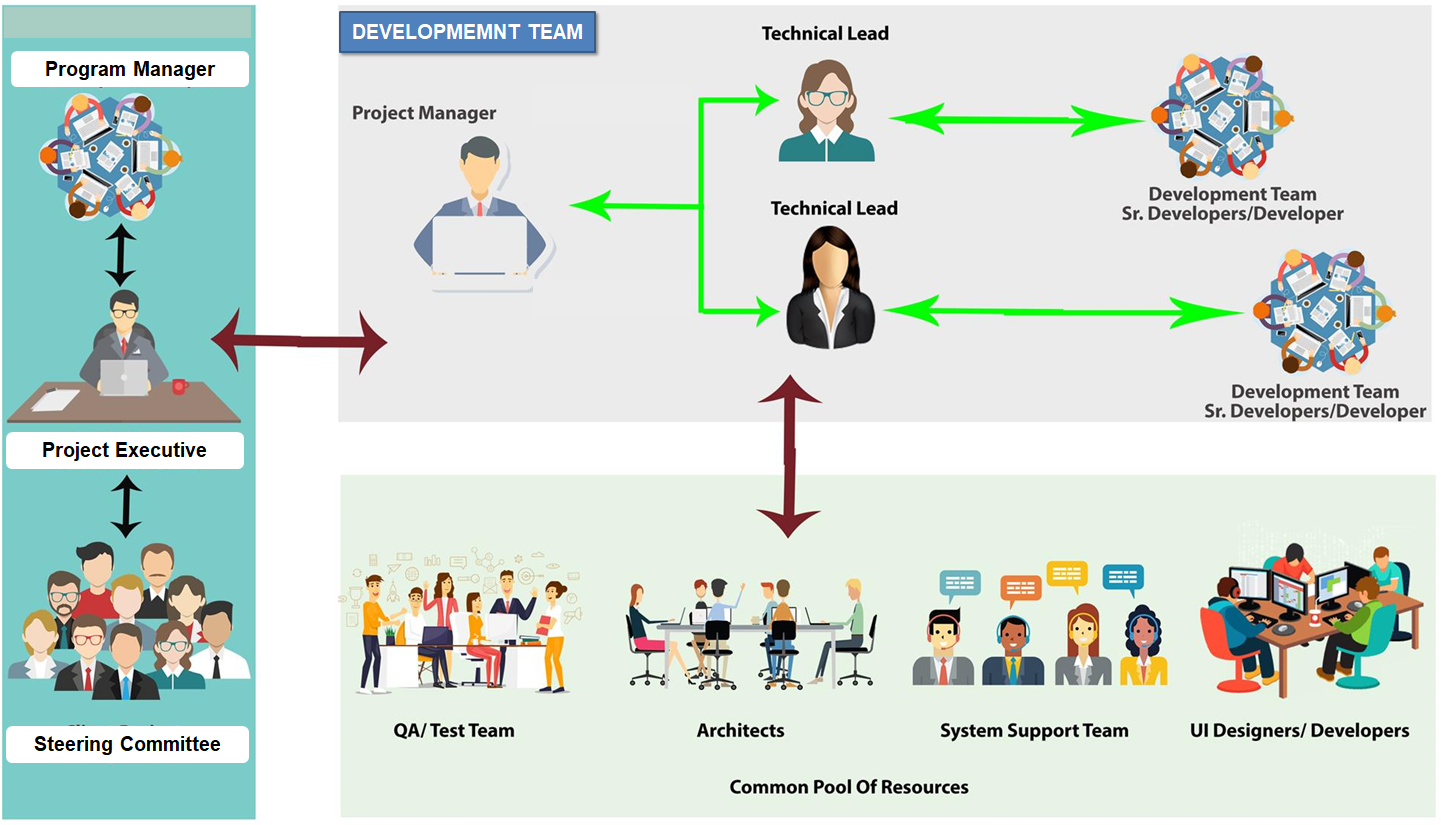 Program Manager
Project Executive
Steering Committee
DEVELOPMEMNT TEAM
Project Manager
Technical Lead
Technical Lead
Development Team
Sr. Developers/Developer
Development Team
Sr. Developers/Developer
QA/ Test Team
Architects
System Support Team
UI Designers/ Developers
Common Pool Of Resources